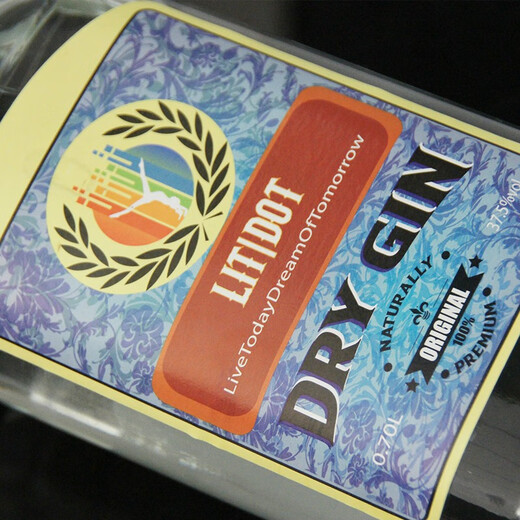 LIT|DOT
LiveTodayDreamOfTomorrow
DRY GIN
NATURALLY
ORIGINAL
100%
PREMIUM
0.70L
37,5%vol